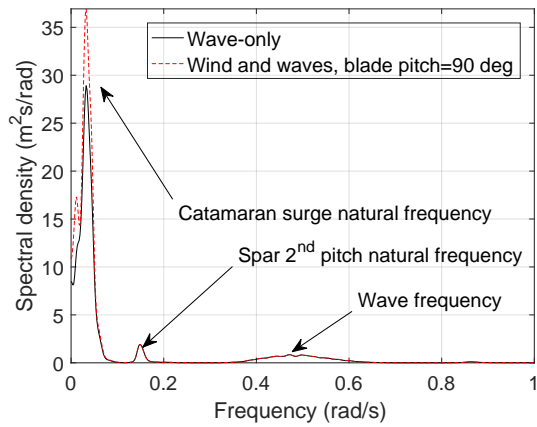 Wave-only
Wind and waves, blade pitch=90 deg
Catamaran surge natural frequency
Spar 2nd pitch natural frequency
Wave frequency
Spectral density (m²s/rad)
35
30
25
20
15
10
5
0
0 0.2 0.4 0.6 0.8 1
Frequency (rad/s)